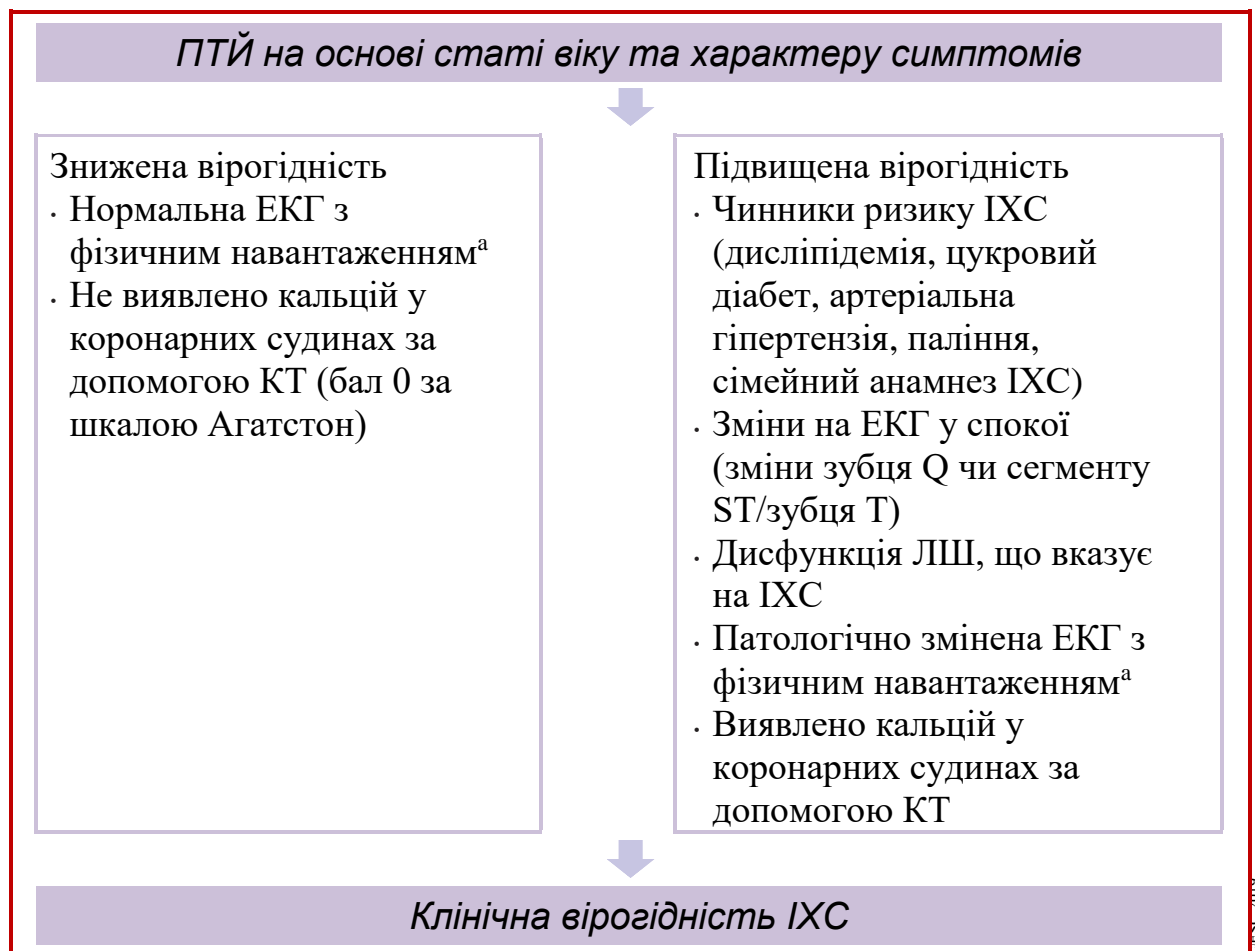 ПТЙ на основі статі віку та характеру симптомів
Знижена вірогідність
· Нормальна ЕКГ з
фізичним навантаженнямᵃ
· Не виявлено кальцій у
коронарних судинах за
допомогою КТ (бал 0 за
шкалою Агатстон)
Підвищена вірогідність
· Чинники ризику ІХС
(дисліпідемія, цукровий
діабет, артеріальна
гіпертензія, паління,
сімейний анамнез ІХС)
· Зміни на ЕКГ у спокої
(зміни зубця Q чи сегменту
ST/зубця Т)
· Дисфункція ЛШ, що вказує
на ІХС
· Патологічно змінена ЕКГ з
фізичним навантаженнямᵃ
· Виявлено кальцій у
коронарних судинах за
допомогою КТ
Клінічна вірогідність ІХС